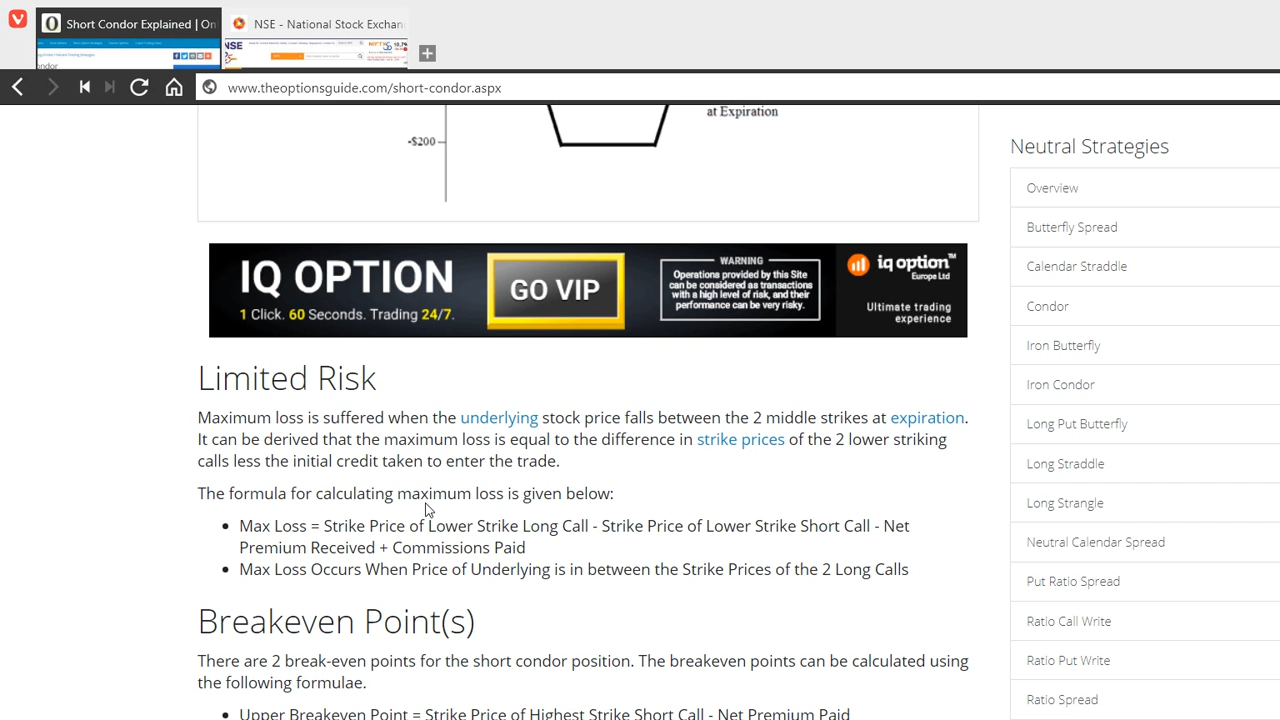 Short Condor Explained | On
NSE - National Stock Exchan
www.theoptionsguide.com/short-condor.aspx
at Expiration
-$200
IQ OPTION
1 Click. 60 Seconds. Trading 24/7.
GO VIP
WARNING
Operations provided by this Site
can be considered as transactions
with a high level of risk, and their
performance can be very risky.
iq option™
Europe Ltd
Ultimate trading
experience
Limited Risk
Maximum loss is suffered when the underlying stock price falls between the 2 middle strikes at expiration.
It can be derived that the maximum loss is equal to the difference in strike prices of the 2 lower striking
calls less the initial credit taken to enter the trade.
The formula for calculating maximum loss is given below:
Max Loss = Strike Price of Lower Strike Long Call - Strike Price of Lower Strike Short Call - Net
Premium Received + Commissions Paid
Max Loss Occurs When Price of Underlying is in between the Strike Prices of the 2 Long Calls
Breakeven Point(s)
There are 2 break-even points for the short condor position. The breakeven points can be calculated using
the following formulae.
Upper Breakeven Point = Strike Price of Highest Strike Short Call - Net Premium Paid
Neutral Strategies
Overview
Butterfly Spread
Calendar Straddle
Condor
Iron Butterfly
Iron Condor
Long Put Butterfly
Long Straddle
Long Strangle
Neutral Calendar Spread
Put Ratio Spread
Ratio Call Write
Ratio Put Write
Ratio Spread